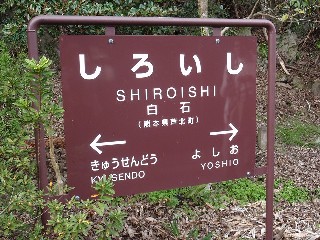 しろいし
SHIROISHI
白石
(熊本県芦北町)
← →
きゅうせんどう よしお
KYUSENDO YOSHIO